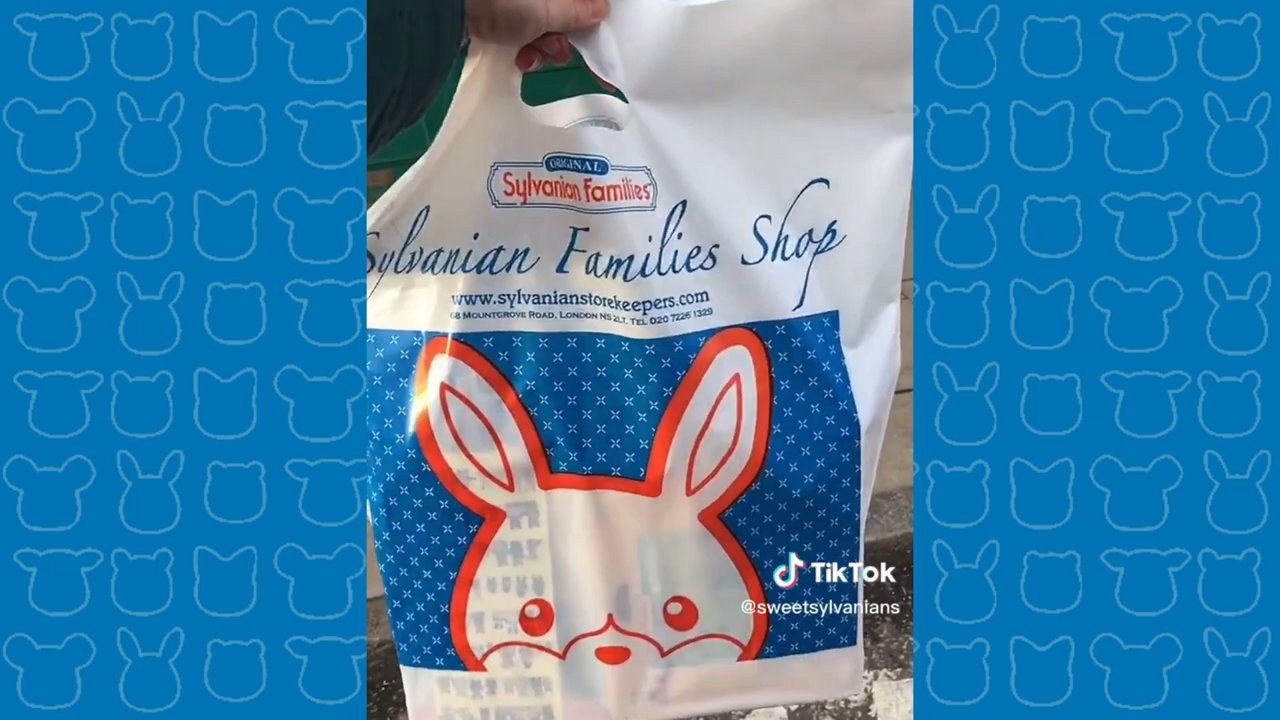 ORIGINAL
Sylvanian Families
Sylvanian Families Shop
www.sylvanianstorekeepers.com
68 MOUNTGROVE ROAD, LONDON N5 2LT. TEL 020 7226 1329
TikTok
@sweetsylvanians